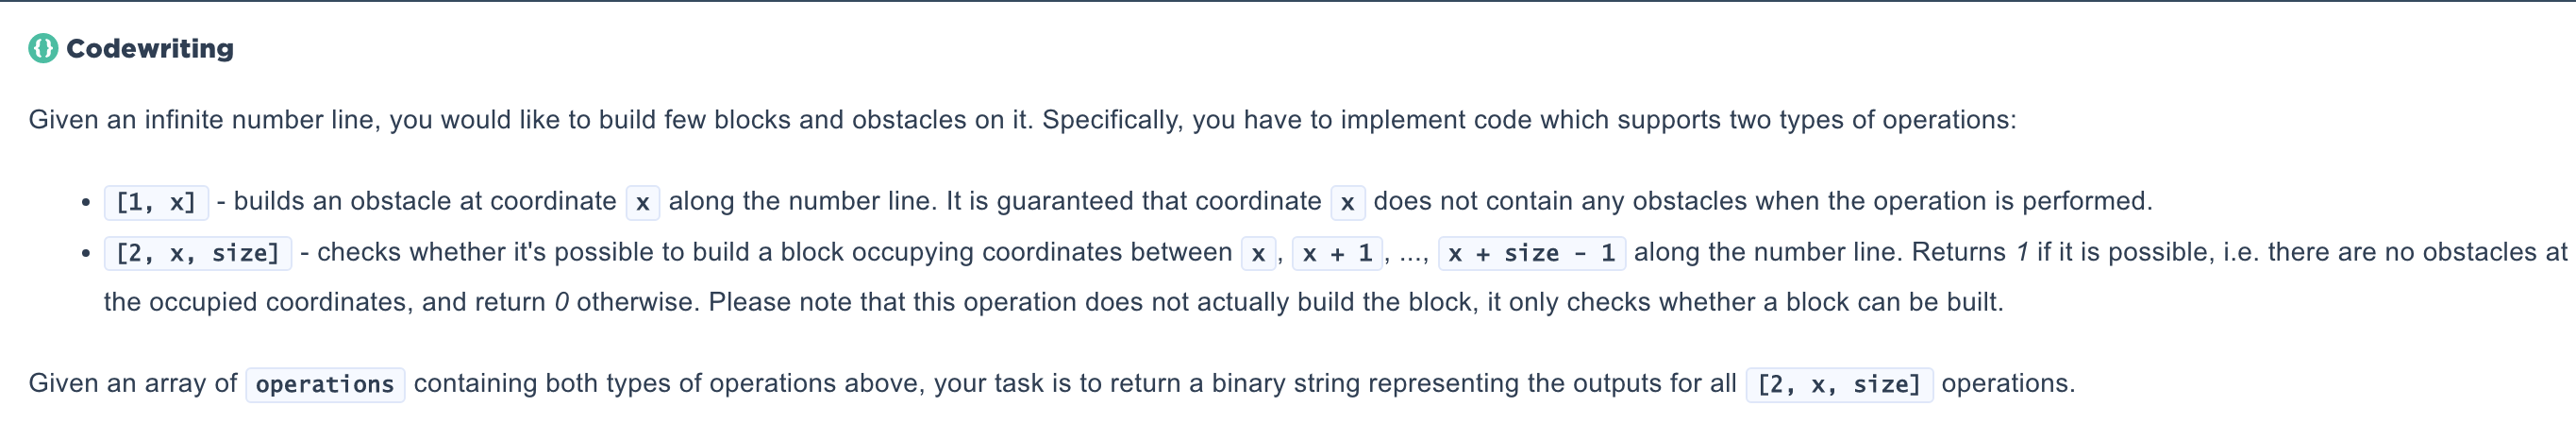 {} Codewriting
Given an infinite number line, you would like to build few blocks and obstacles on it. Specifically, you have to implement code which supports two types of operations:
• [1, x] - builds an obstacle at coordinate x along the number line. It is guaranteed that coordinate x does not contain any obstacles when the operation is performed.
• [2, x, size] - checks whether it's possible to build a block occupying coordinates between x, x + 1, ..., x + size - 1 along the number line. Returns 1 if it is possible, i.e. there are no obstacles at
the occupied coordinates, and return 0 otherwise. Please note that this operation does not actually build the block, it only checks whether a block can be built.
Given an array of operations containing both types of operations above, your task is to return a binary string representing the outputs for all [2, x, size] operations.